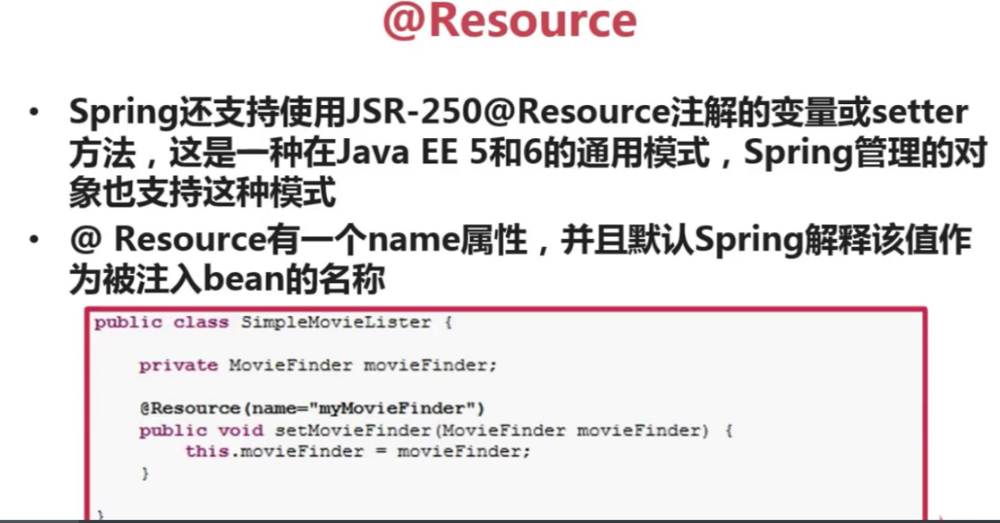 @Resource
• Spring还支持使用JSR-250@Resource注解的变量或setter
方法，这是一种在Java EE 5和6的通用模式，Spring管理的对
象也支持这种模式
• @ Resource有一个name属性，并且默认Spring解释该值作
为被注入bean的名称
public class SimpleMovieLister {
private MovieFinder movieFinder;
@Resource(name="myMovieFinder")
public void setMovieFinder(MovieFinder movieFinder) {
this.movieFinder = movieFinder;
}
}